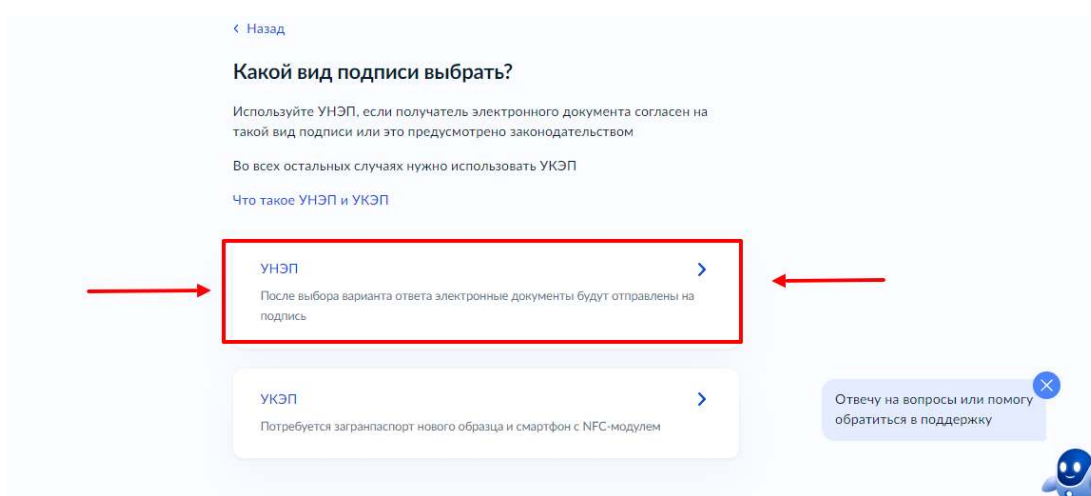 Назад
Какой вид подписи выбрать?
Используйте УНЭП, если получатель электронного документа согласен на
такой вид подписи или это предусмотрено законодательством
Во всех остальных случаях нужно использовать УКЭП
Что такое УНЭП и УКЭП
УНЭП
После выбора варианта ответа электронные документы будут отправлены на
подпись
УКЭП
Потребуется загранпаспорт нового образца и смартфон с NFC-модулем
Отвечу на вопросы или помогу
обратиться в поддержку